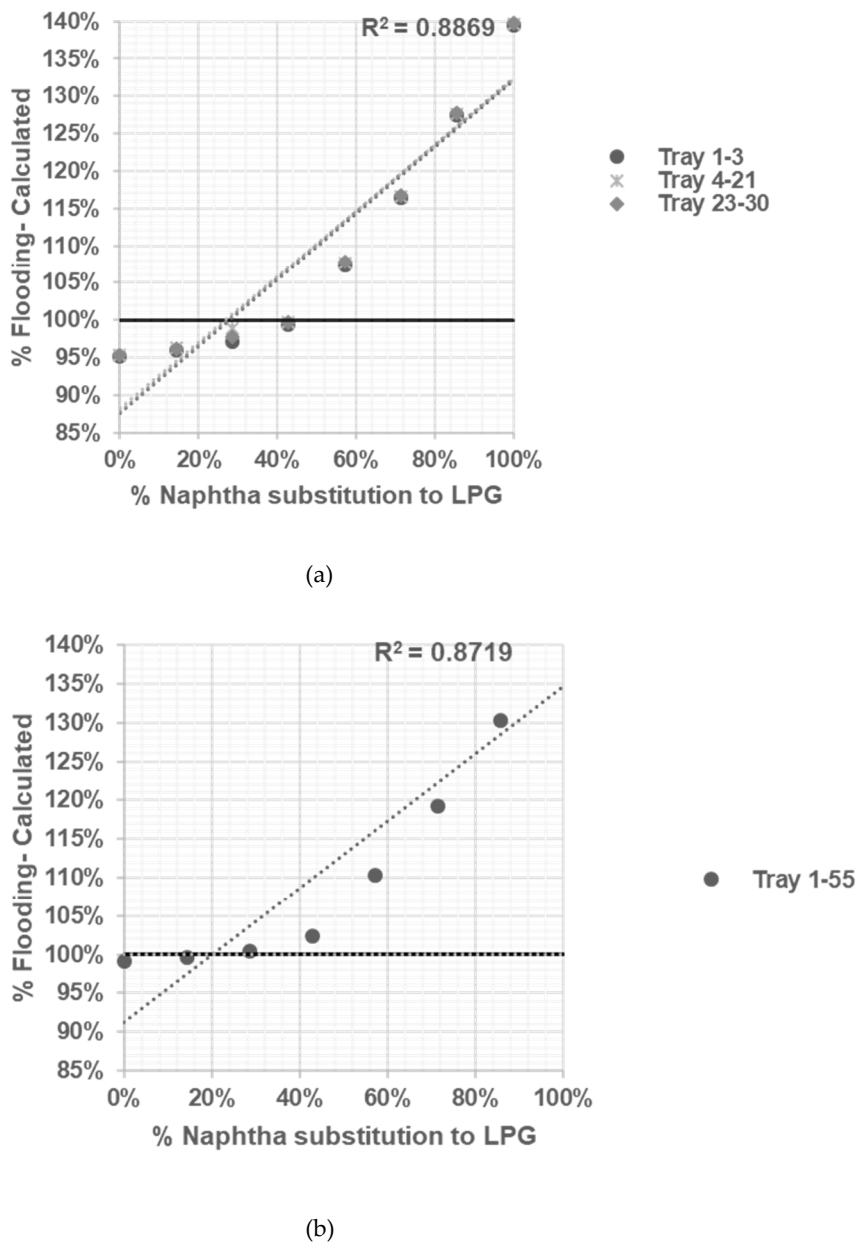 140%
R² = 0.8869
135%
130%
125%
120%
115%
110%
105%
100%
95%
90%
85%
% Flooding- Calculated
0% 20% 40% 60% 80% 100%
% Naphtha substitution to LPG
Tray 1-3
Tray 4-21
Tray 23-30
(a)
140%
R² = 0.8719
135%
130%
125%
120%
115%
110%
105%
100%
95%
90%
85%
% Flooding- Calculated
0% 20% 40% 60% 80% 100%
% Naphtha substitution to LPG
Tray 1-55
(b)